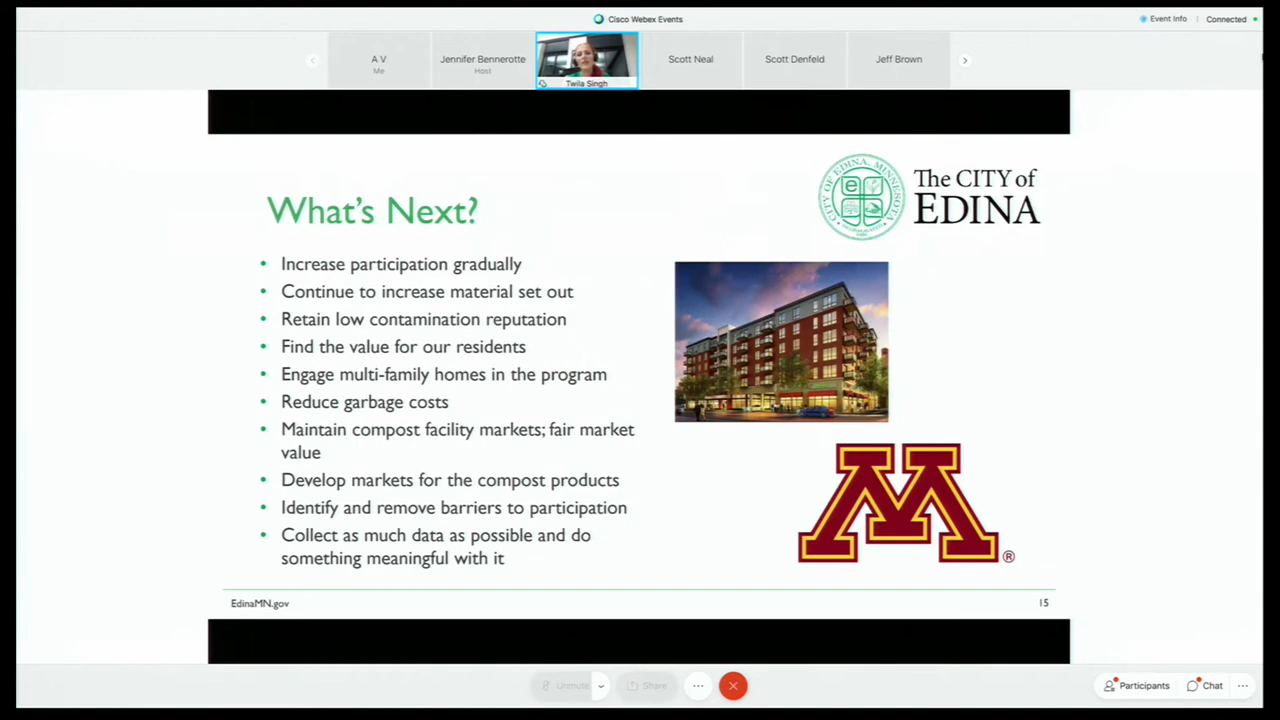 Cisco Webex Events
Event Info
Connected
A V
Me
Jennifer Bennerotte
Host
Twila Singh
Scott Neal
Scott Denfeld
Jeff Brown
CITY OF EDINA, MINNESOTA
e
The CITY of
EDINA
What's Next?
• Increase participation gradually
• Continue to increase material set out
• Retain low contamination reputation
• Find the value for our residents
• Engage multi-family homes in the program
• Reduce garbage costs
• Maintain compost facility markets; fair market
value
• Develop markets for the compost products
• Identify and remove barriers to participation
• Collect as much data as possible and do
something meaningful with it
M
®
EdinaMN.gov
15
Unmute
Share
Participants
Chat